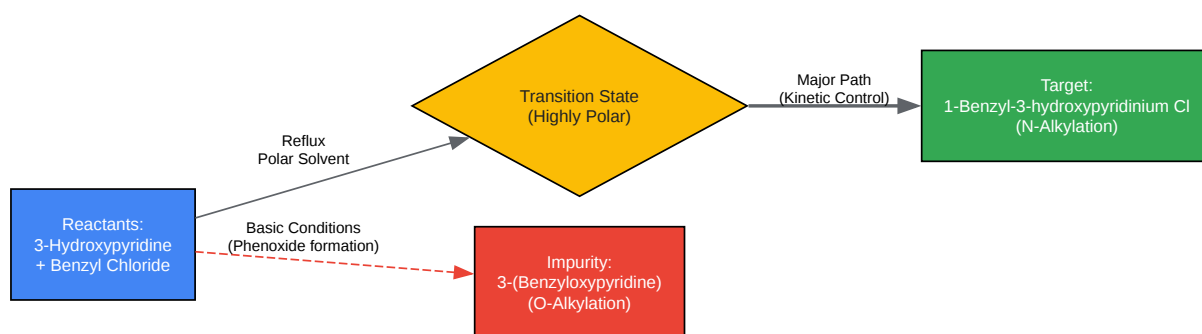 Reactants:
3-Hydroxypyridine
+ Benzyl Chloride
Reflux
Polar Solvent
Basic Conditions
(Phenoxide formation)
Transition State
(Highly Polar)
Impurity:
3-(Benzyloxypyridine)
(O-Alkylation)
Major Path
(Kinetic Control)
Target:
1-Benzyl-3-hydroxypyridinium Cl
(N-Alkylation)